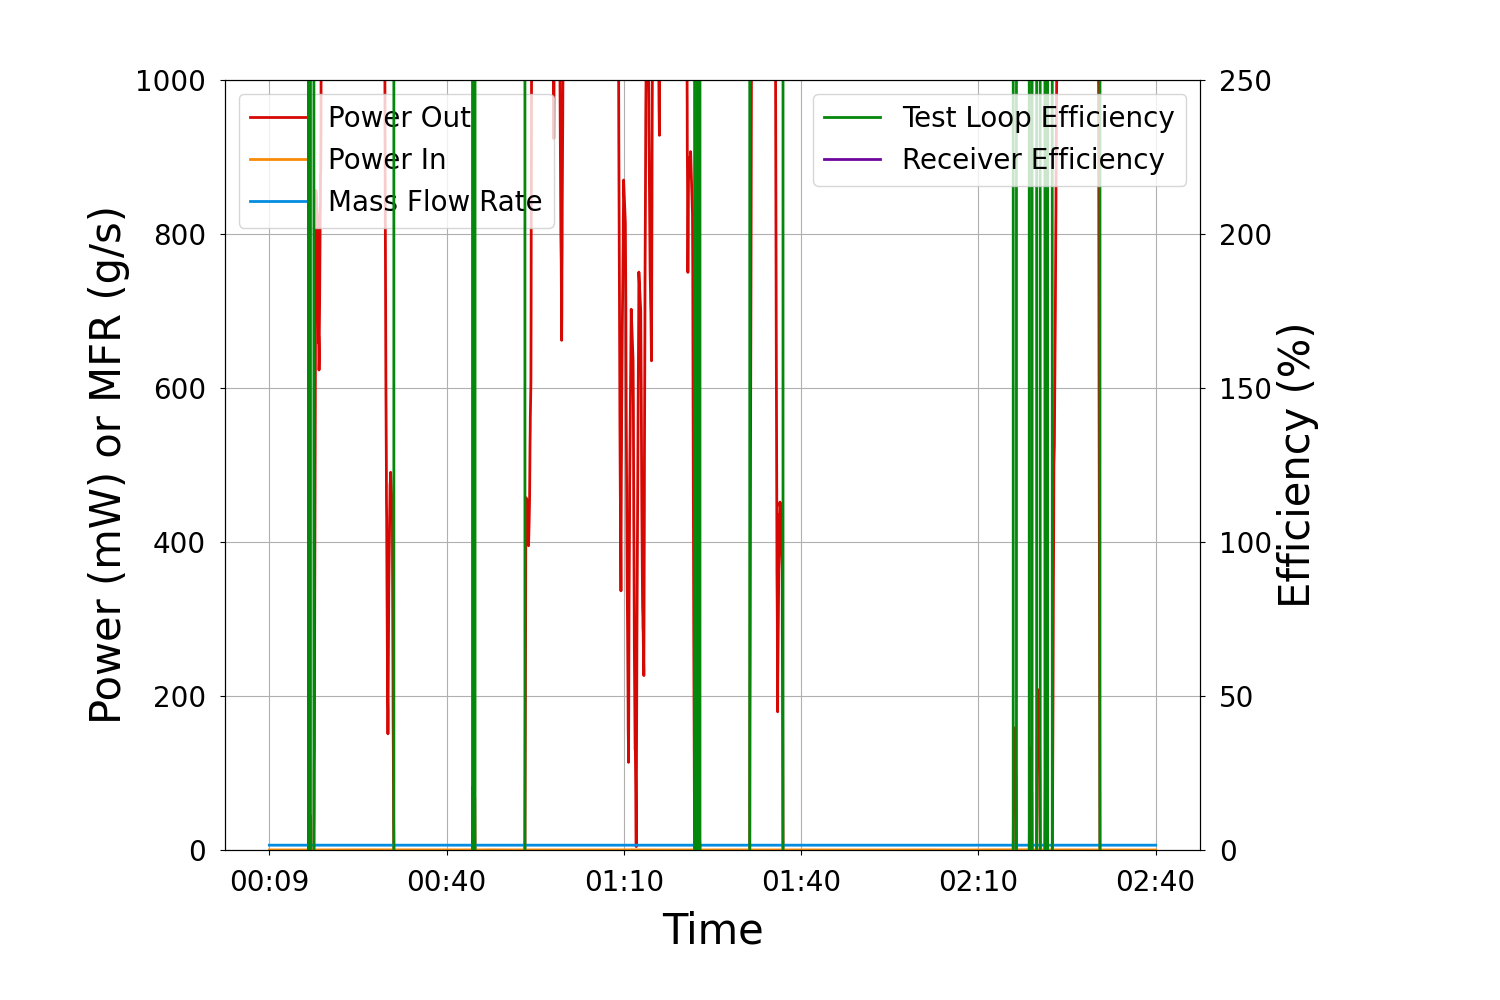 1000
800
600
400
200
0
Power (mW) or MFR (g/s)
Power Out
Power In
Mass Flow Rate
Test Loop Efficiency
Receiver Efficiency
250
200
150
100
50
0
Efficiency (%)
00:09
00:40
01:10
01:40
02:10
02:40
Time